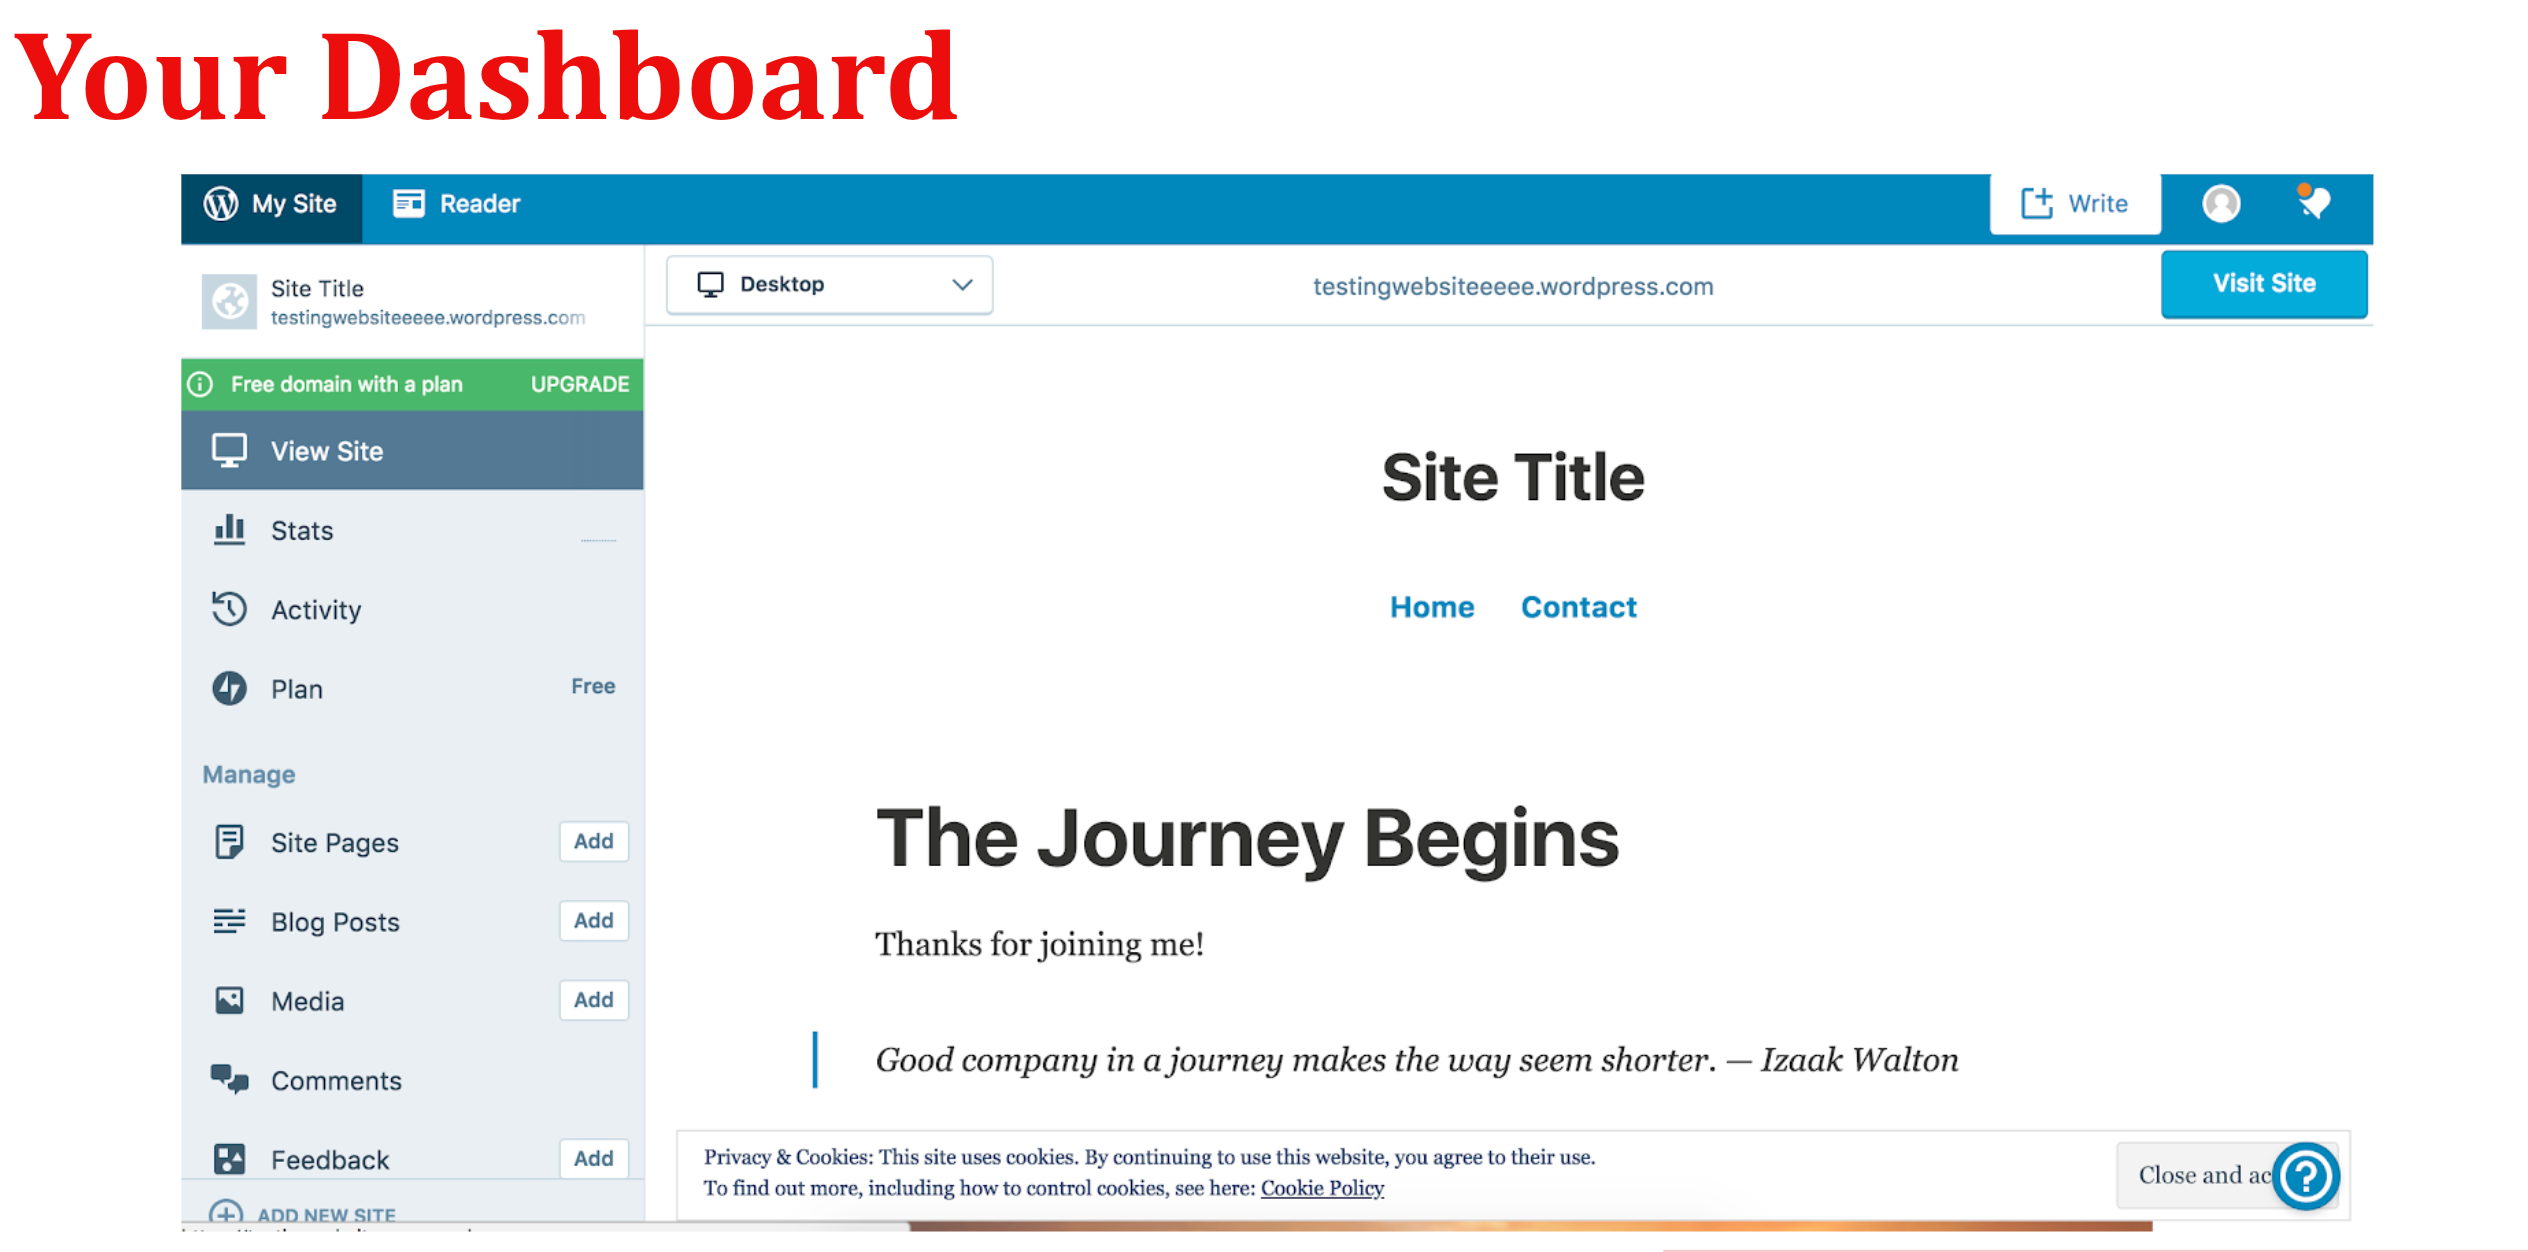 Your Dashboard
My Site
Reader
Write
Site Title
testingwebsiteeeee.wordpress.com
Desktop
testingwebsiteeeee.wordpress.com
Visit Site
Free domain with a plan UPGRADE
View Site
Stats
Activity
Plan Free
Manage
Site Pages Add
Blog Posts Add
Media Add
Comments
Feedback Add
ADD NEW SITE
Site Title
Home Contact
The Journey Begins
Thanks for joining me!
Good company in a journey makes the way seem shorter. — Izaak Walton
Privacy & Cookies: This site uses cookies. By continuing to use this website, you agree to their use.
To find out more, including how to control cookies, see here: Cookie Policy
Close and ac